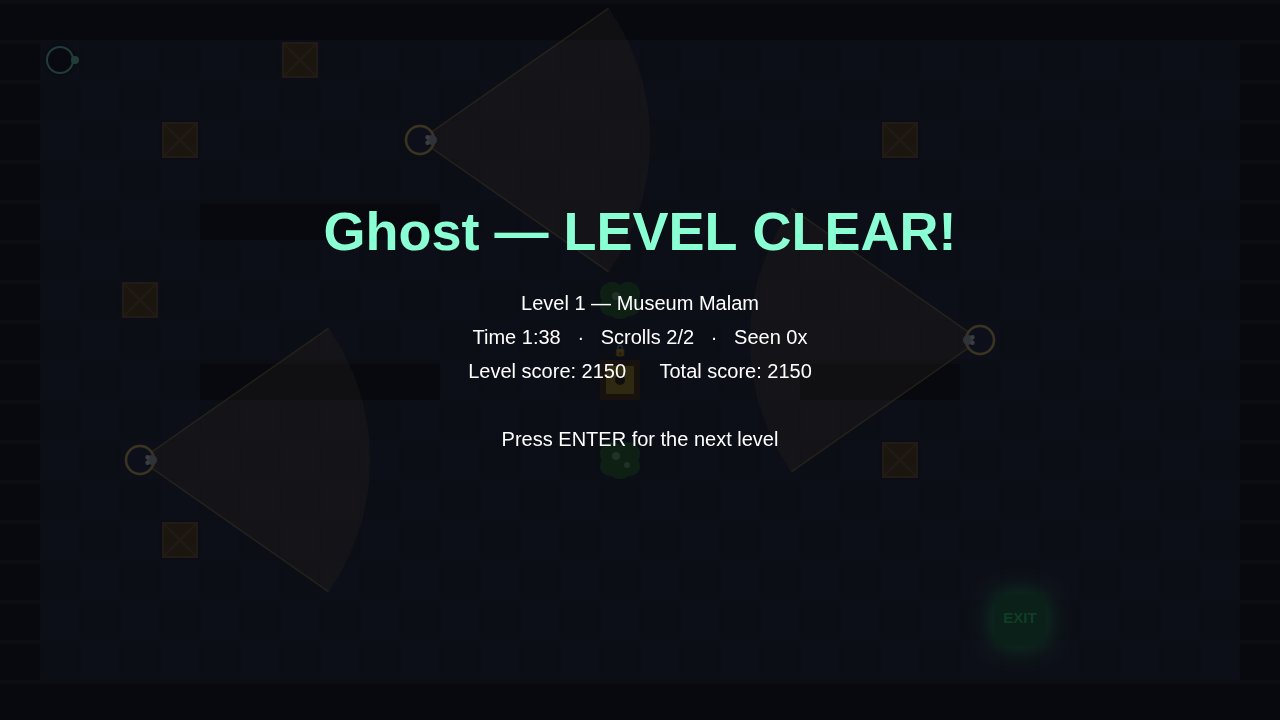 Ghost — LEVEL CLEAR!
Level 1 — Museum Malam
Time 1:38 · Scrolls 2/2 · Seen 0x
Level score: 2150 Total score: 2150
Press ENTER for the next level
EXIT